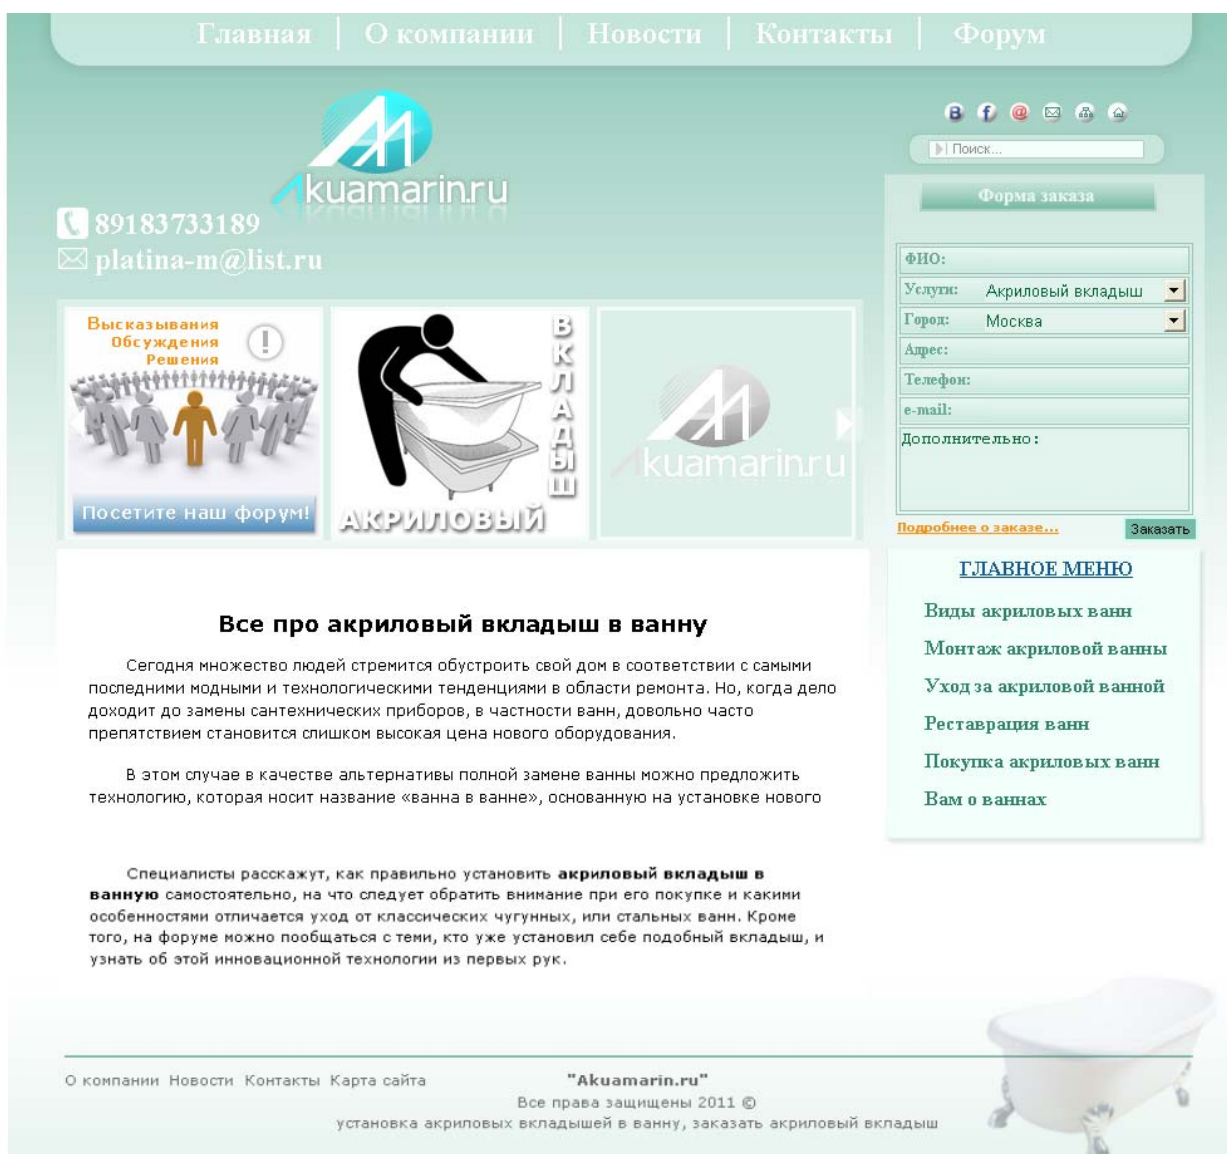 Главная | О компании | Новости | Контакты | Форум
Akuamarin.ru
89183733189
platina-m@list.ru
Поиск...
Форма заказа
ФИО:
Услуги: Акриловый вкладыш
Город: Москва
Адрес:
Телефон:
e-mail:
Дополнительно:
Подробнее о заказе... Заказать
Высказывания
Обсуждения
Решения
Посетите наш форум!
АКРИЛОВЫЙ
ВКЛАДЫШ
Akuamarin.ru
Все про акриловый вкладыш в ванну
Сегодня множество людей стремится обустроить свой дом в соответствии с самыми
последними модными и технологическими тенденциями в области ремонта. Но, когда дело
доходит до замены сантехнических приборов, в частности ванн, довольно часто
препятствием становится слишком высокая цена нового оборудования.
В этом случае в качестве альтернативы полной замене ванны можно предложить
технологию, которая носит название «ванна в ванне», основанную на установке нового
Специалисты расскажут, как правильно установить акриловый вкладыш в
ванную самостоятельно, на что следует обратить внимание при его покупке и какими
особенностями отличается уход от классических чугунных, или стальных ванн. Кроме
того, на форуме можно пообщаться с теми, кто уже установил себе подобный вкладыш, и
узнать об этой инновационной технологии из первых рук.
ГЛАВНОЕ МЕНЮ
Виды акриловых ванн
Монтаж акриловой ванны
Уход за акриловой ванной
Реставрация ванн
Покупка акриловых ванн
Вам о ваннах
О компании Новости Контакты Карта сайта
"Akuamarin.ru"
Все права защищены 2011 ©
установка акриловых вкладышей в ванну, заказать акриловый вкладыш